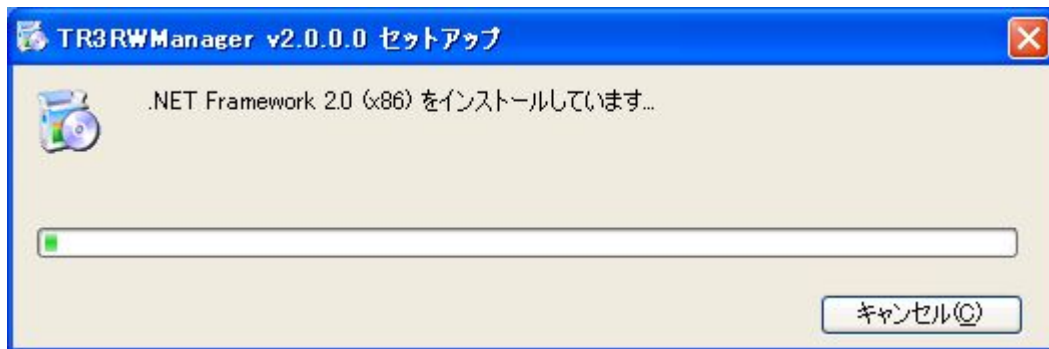 TR3RWManager v2.0.0.0 セットアップ
.NET Framework 2.0 (x86) をインストールしています...
キャンセル(C)